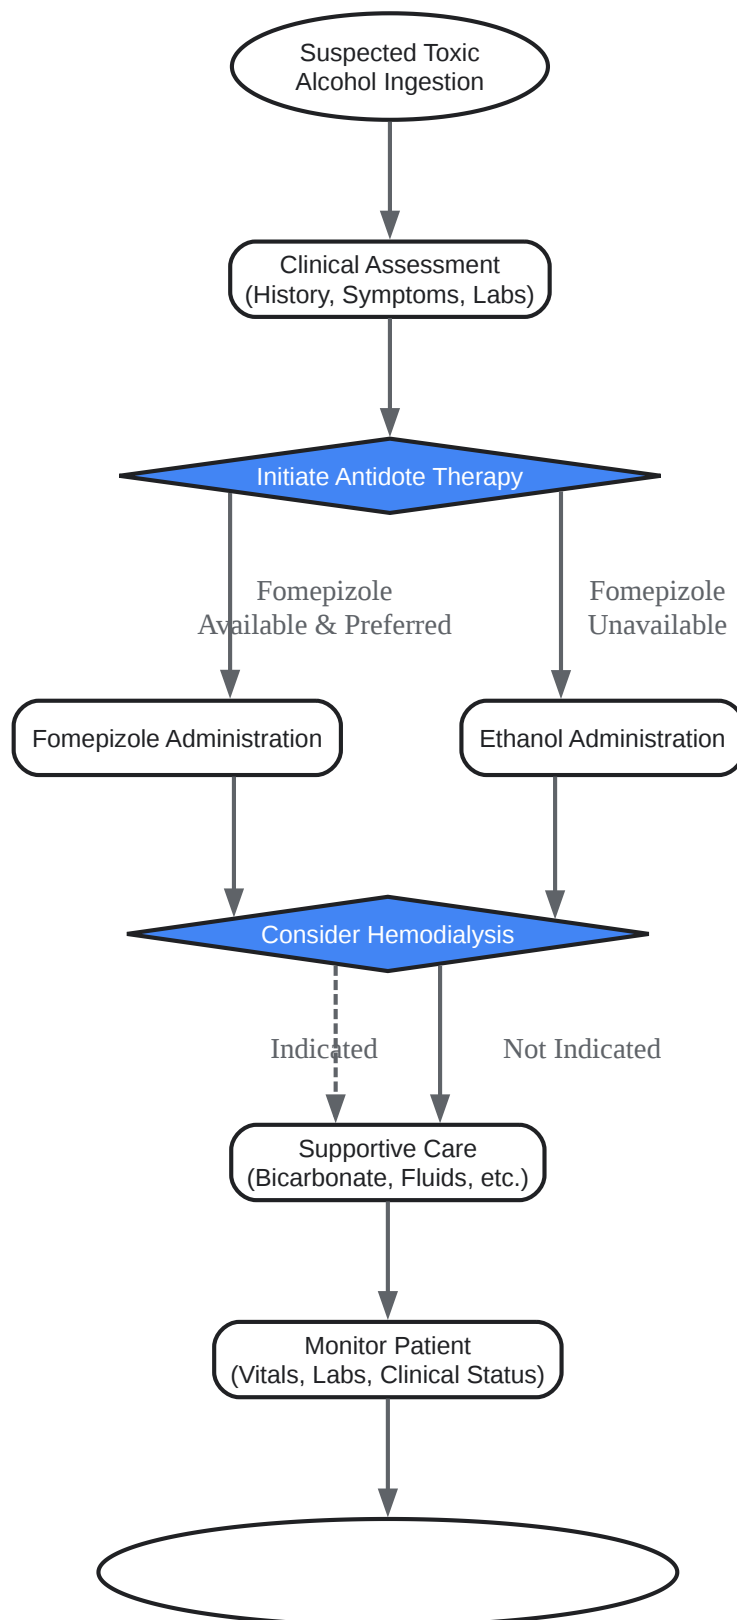 Suspected Toxic
Alcohol Ingestion
Clinical Assessment
(History, Symptoms, Labs)
Initiate Antidote Therapy
Fomepizole
Available & Preferred
Fomepizole
Unavailable
Fomepizole Administration
Ethanol Administration
Consider Hemodialysis
Indicated
Not Indicated
Supportive Care
(Bicarbonate, Fluids, etc.)
Monitor Patient
(Vitals, Labs, Clinical Status)